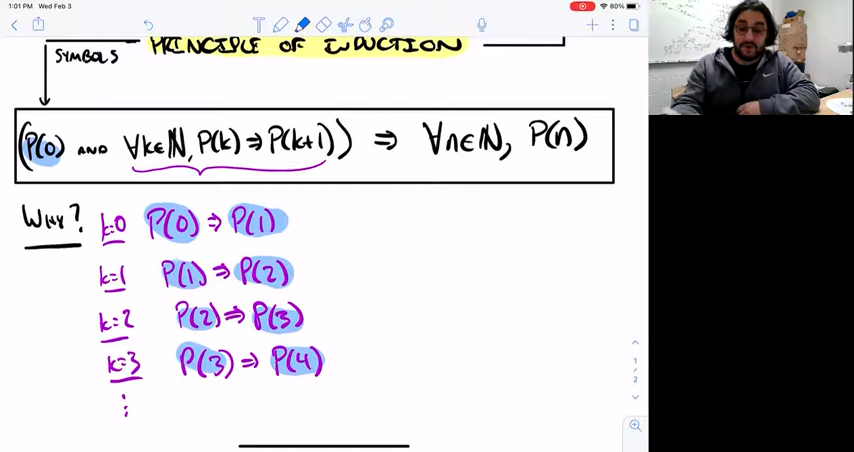 1:01 PM Wed Feb 3
80%
PRINCIPLE OF INDUCTION
SYMBOLS
(P(0) AND ∀k∈ℕ, P(k) ⇒ P(k+1)) ⇒ ∀n∈ℕ, P(n)
WHY?
k=0 P(0) ⇒ P(1)
k=1 P(1) ⇒ P(2)
k=2 P(2) ⇒ P(3)
k=3 P(3) ⇒ P(4)
⋮
1
/
2